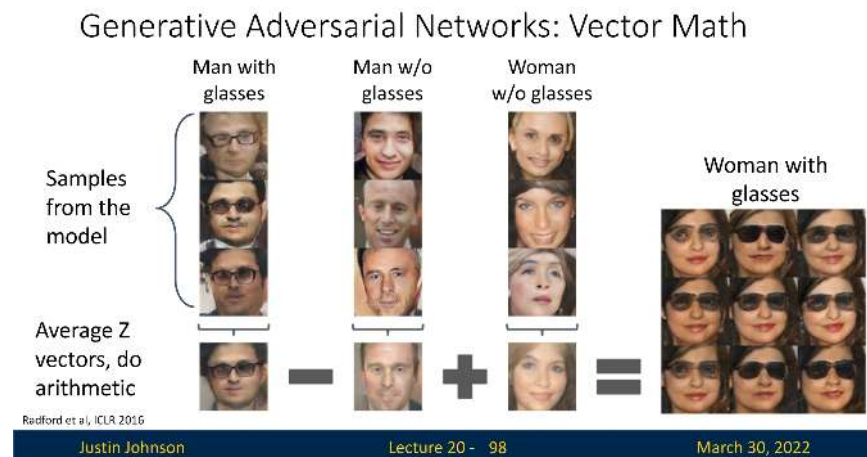 Generative Adversarial Networks: Vector Math
Man with
glasses
Man w/o
glasses
Woman
w/o glasses
Samples
from the
model
Woman with
glasses
Average Z
vectors, do
arithmetic
Radford et al, ICLR 2016
Justin Johnson
Lecture 20 - 98
March 30, 2022